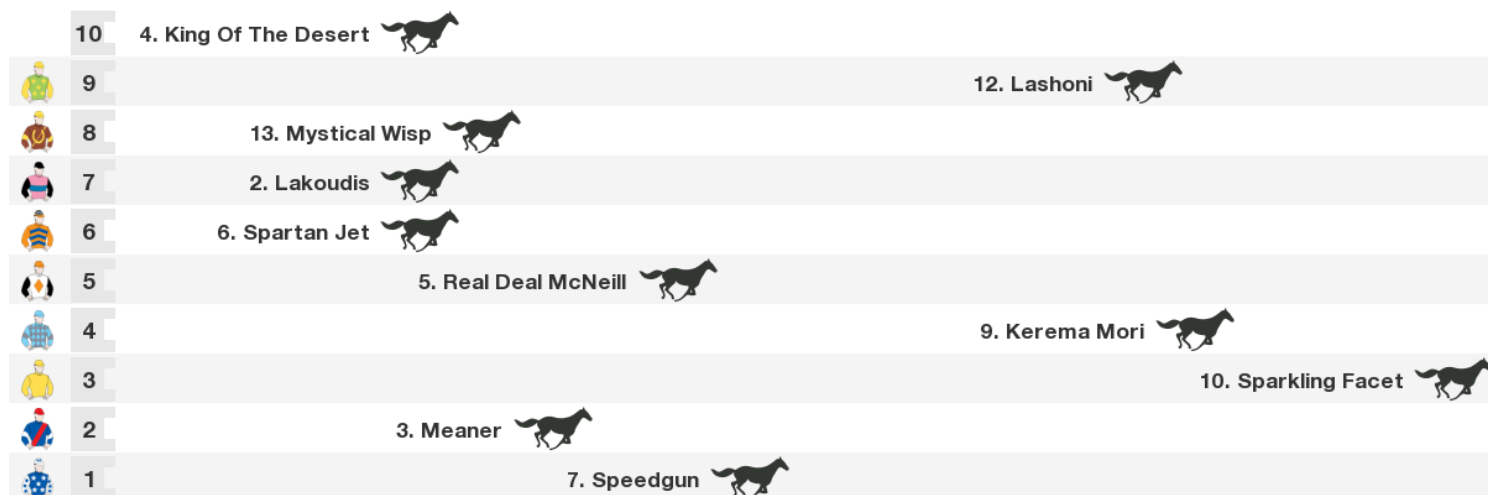 10 4. King Of The Desert
9 12. Lashoni
8 13. Mystical Wisp
7 2. Lakoudis
6 6. Spartan Jet
5 5. Real Deal McNeill
4 9. Kerema Mori
3 10. Sparkling Facet
2 3. Meaner
1 7. Speedgun